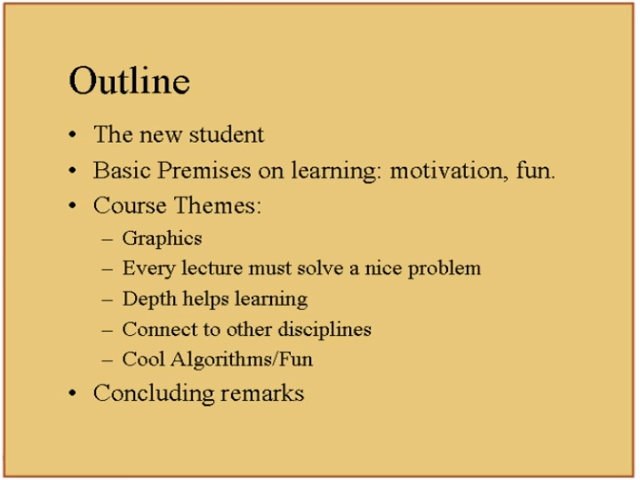 Outline
• The new student
• Basic Premises on learning: motivation, fun.
• Course Themes:
– Graphics
– Every lecture must solve a nice problem
– Depth helps learning
– Connect to other disciplines
– Cool Algorithms/Fun
• Concluding remarks